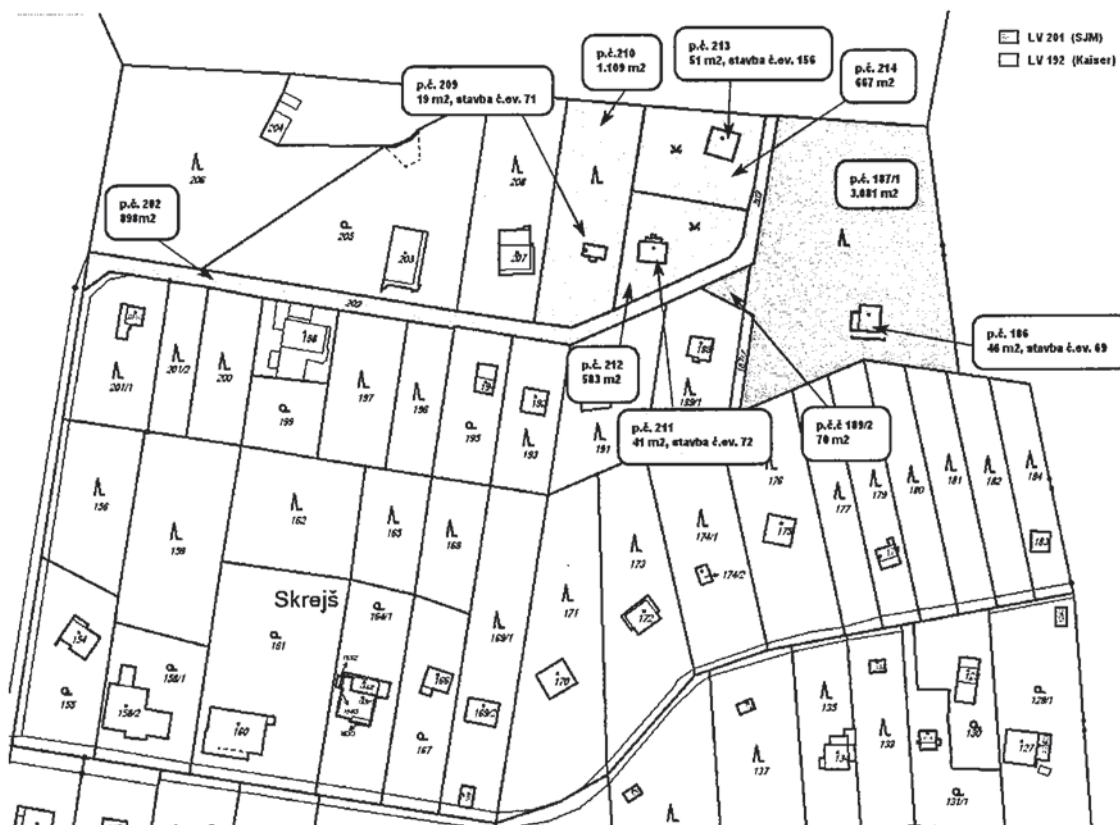 LV 201 (SJM)
LV 192 (Kaiser)
p.č. 213
51 m2, stavba č.ev. 156
p.č. 210
1.109 m2
p.č. 214
667 m2
p.č. 209
19 m2, stavba č.ev. 71
p.č. 187/1
3.081 m2
p.č. 202
898m2
p.č. 186
46 m2, stavba č.ev. 69
p.č. 212
583 m2
p.č. 211
41 m2, stavba č.ev. 72
p.č.č 189/2
70 m2
204
206
208
205
203
207
202
202
198
201/1
201/2
200
199
197
196
195
193
191
189/1
176
177
179
180
181
182
184
183
156
159
162
165
168
173
174/1
174/2
175
171
172
Skrejš
164/1
161
169/1
154
155
158/1
158/2
160
166
167
169/2
170
135
134
133
137
130
128/1
127
131/1